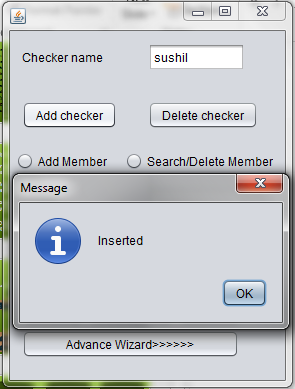 Checker name
sushil
Add checker
Delete checker
Add Member
Search/Delete Member
Message
Inserted
OK
Advance Wizard>>>>>>